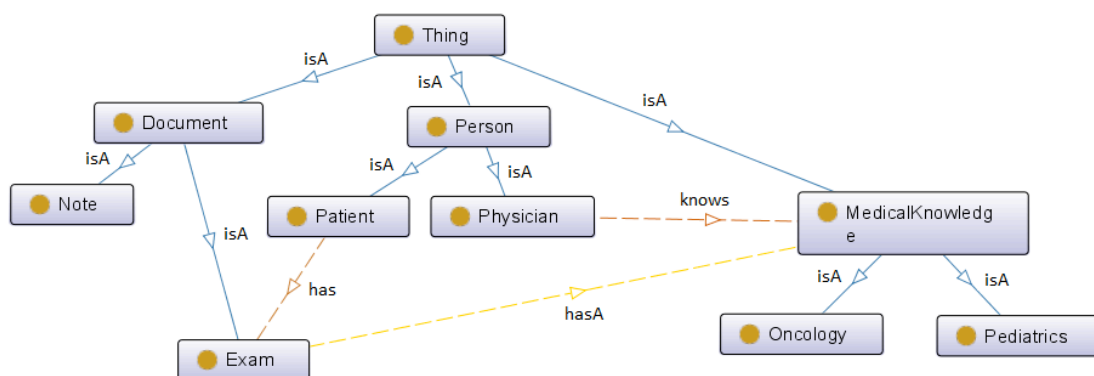 Thing
isA
isA
isA
Document
Person
isA
isA
isA
Note
Patient
Physician
knows
MedicalKnowledg
e
isA
has
isA
isA
hasA
Oncology
Pediatrics
Exam